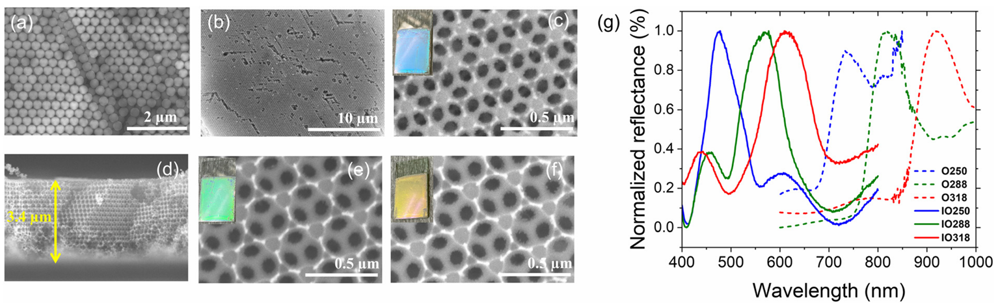 (a)
2 µm
(b)
10 µm
(c)
0.5 µm
(d)
3.4 µm
(e)
0.5 µm
(f)
0.5 µm
(g)
Normalized reflectance (%)
1.0
0.8
0.6
0.4
0.2
0.0
O250
O288
O318
IO250
IO288
IO318
400 500 600 700 800 900 1000
Wavelength (nm)